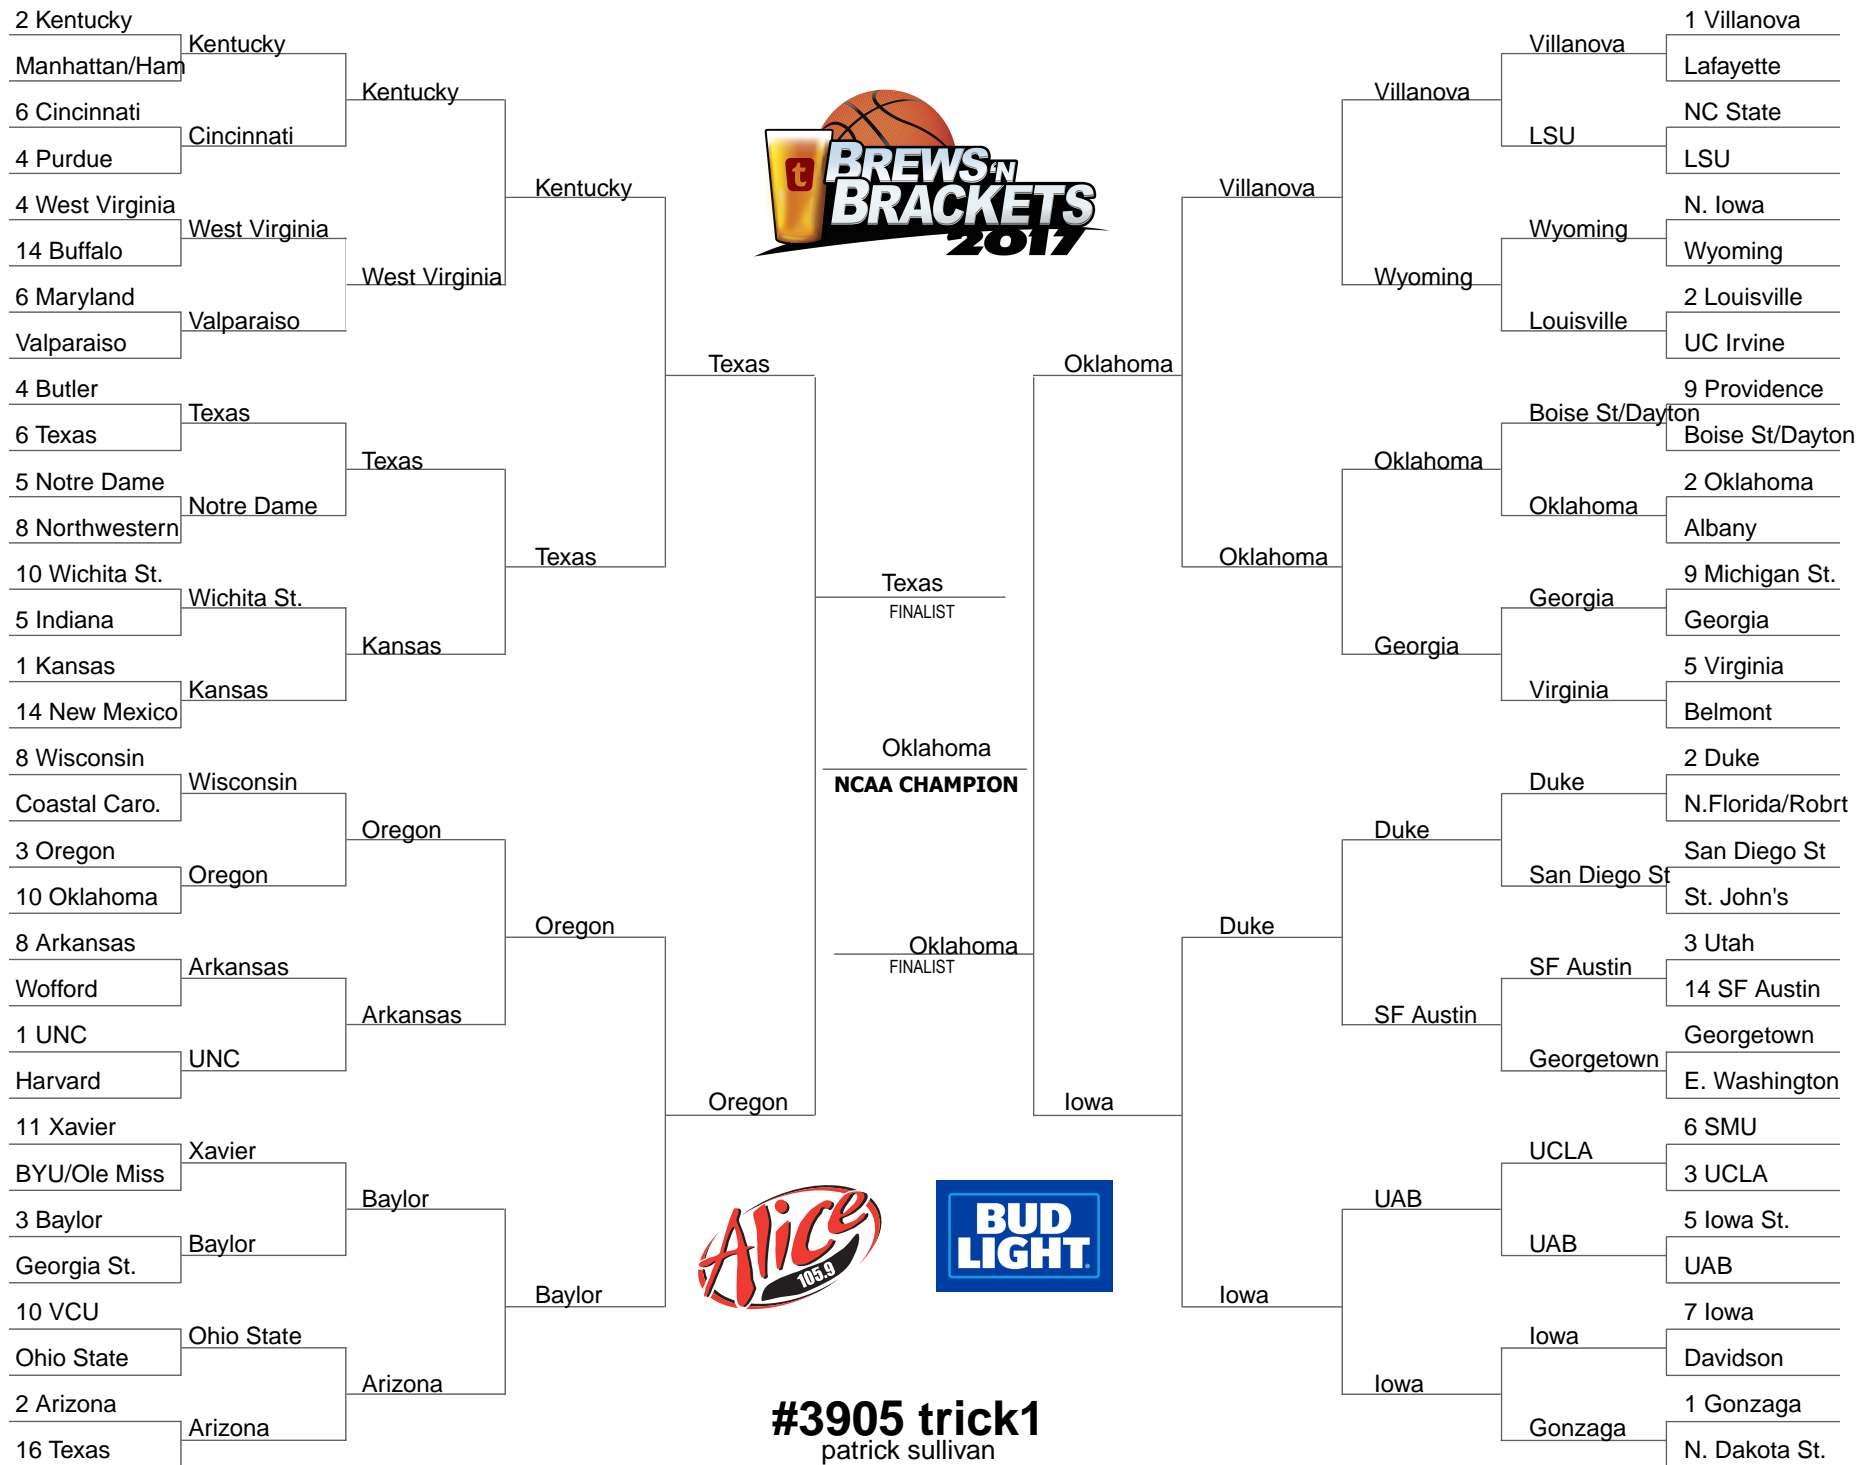 2 Kentucky
Manhattan/Ham
6 Cincinnati
4 Purdue
4 West Virginia
14 Buffalo
6 Maryland
Valparaiso
4 Butler
6 Texas
5 Notre Dame
8 Northwestern
10 Wichita St.
5 Indiana
1 Kansas
14 New Mexico
8 Wisconsin
Coastal Caro.
3 Oregon
10 Oklahoma
8 Arkansas
Wofford
1 UNC
Harvard
11 Xavier
BYU/Ole Miss
3 Baylor
Georgia St.
10 VCU
Ohio State
2 Arizona
16 Texas
Kentucky
Cincinnati
West Virginia
Valparaiso
Texas
Notre Dame
Wichita St.
Kansas
Wisconsin
Oregon
Arkansas
UNC
Xavier
Baylor
Ohio State
Arizona
Kentucky
West Virginia
Texas
Kansas
Oregon
Arkansas
Baylor
Arizona
Kentucky
Texas
Oregon
Baylor
Texas
Oregon
t
BREWS 'N
BRACKETS
2017
Texas
FINALIST
Oklahoma
NCAA CHAMPION
Oklahoma
FINALIST
Alice
105.9
BUD
LIGHT
#3905 trick1
patrick sullivan
Oklahoma
Iowa
Villanova
Oklahoma
Duke
Iowa
Villanova
Wyoming
Oklahoma
Georgia
Duke
SF Austin
UAB
Iowa
Villanova
LSU
Wyoming
Louisville
Boise St/Dayton
Oklahoma
Georgia
Virginia
Duke
San Diego St
SF Austin
Georgetown
UCLA
UAB
Iowa
Gonzaga
1 Villanova
Lafayette
NC State
LSU
N. Iowa
Wyoming
2 Louisville
UC Irvine
9 Providence
Boise St/Dayton
2 Oklahoma
Albany
9 Michigan St.
Georgia
5 Virginia
Belmont
2 Duke
N.Florida/Robrt
San Diego St
St. John's
3 Utah
14 SF Austin
Georgetown
E. Washington
6 SMU
3 UCLA
5 Iowa St.
UAB
7 Iowa
Davidson
1 Gonzaga
N. Dakota St.